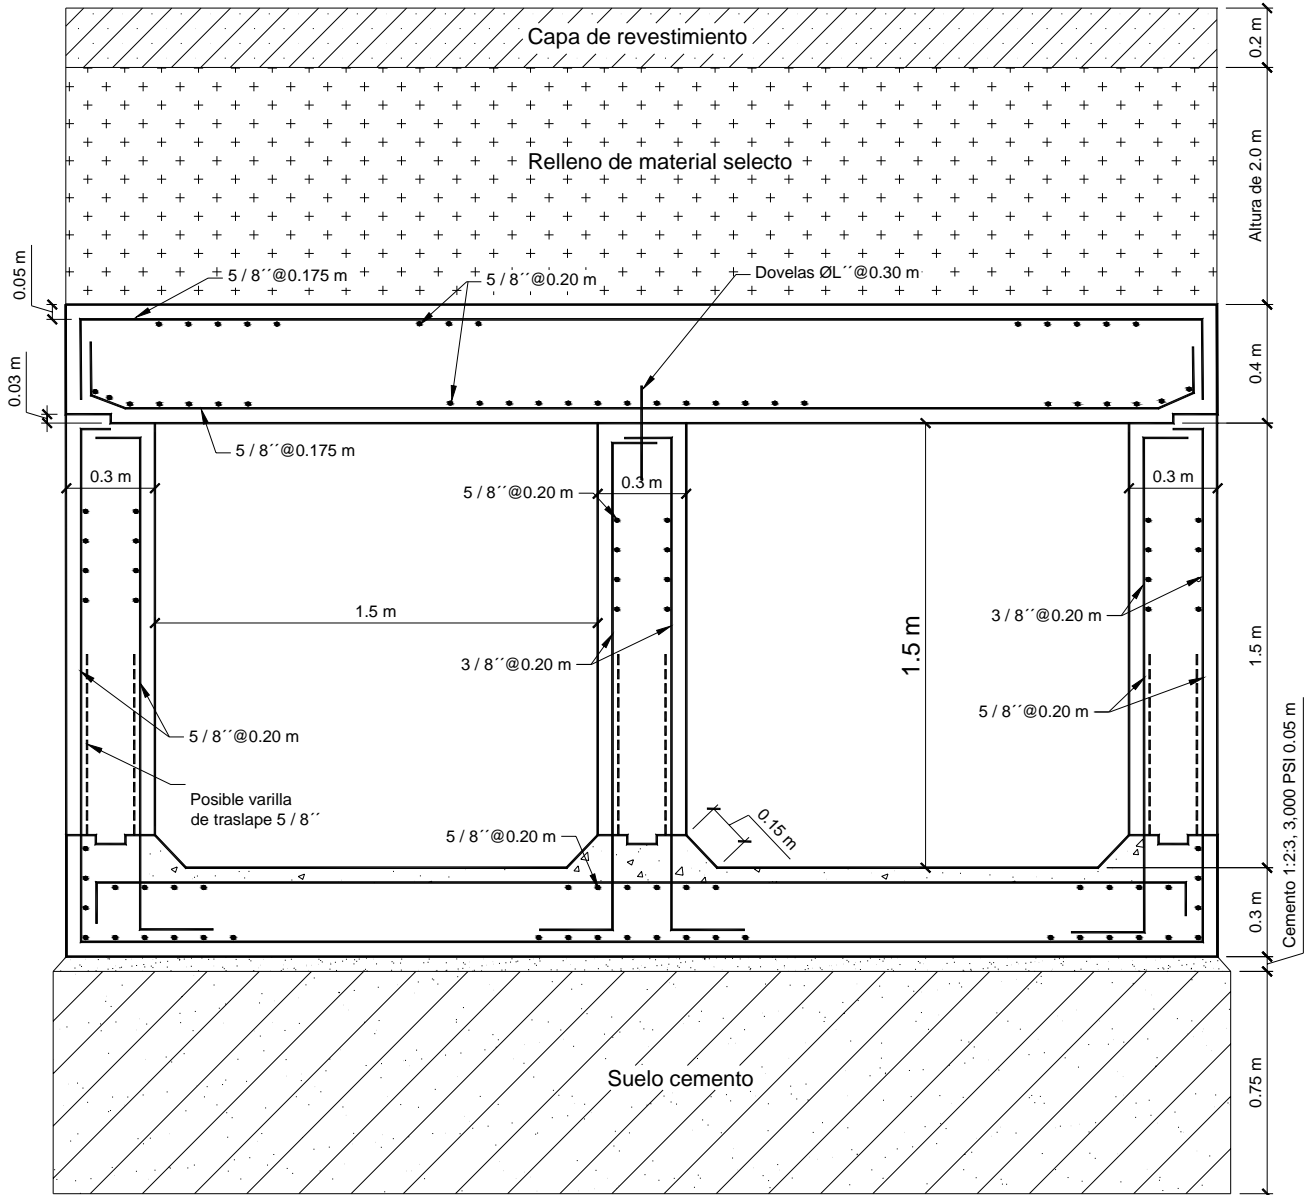 Capa de revestimiento
0.2 m
Relleno de material selecto
Altura de 2.0 m
0.05 m
5 / 8´´@0.175 m
5 / 8´´@0.20 m
Dovelas ØL´´@0.30 m
0.4 m
0.03 m
5 / 8´´@0.175 m
0.3 m
5 / 8´´@0.20 m
0.3 m
0.3 m
1.5 m
3 / 8´´@0.20 m
1.5 m
3 / 8´´@0.20 m
1.5 m
5 / 8´´@0.20 m
5 / 8´´@0.20 m
Posible varilla
de traslape 5 / 8´´
5 / 8´´@0.20 m
0.15 m
0.3 m
Cemento 1:2:3, 3,000 PSI 0.05 m
Suelo cemento
0.75 m